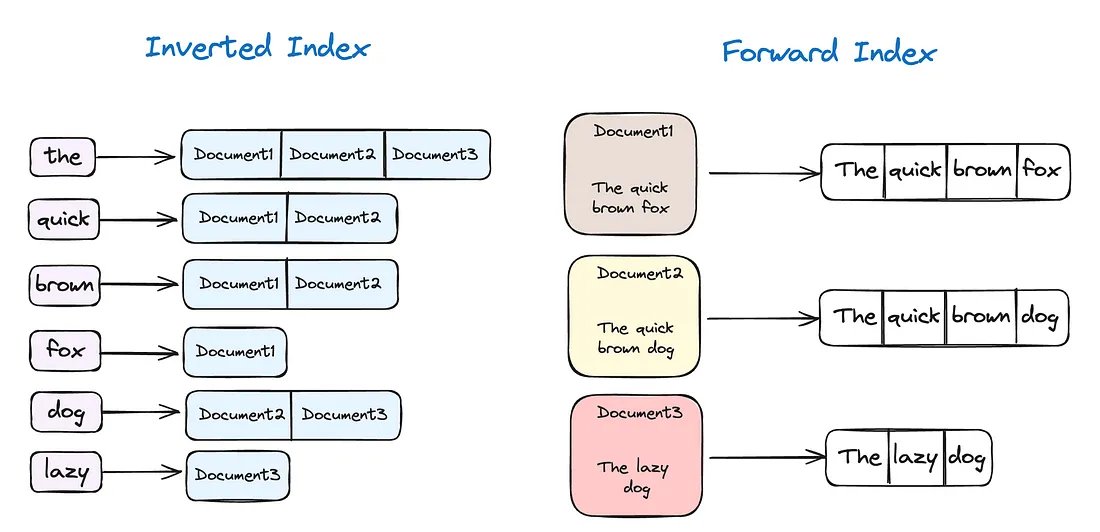 Inverted Index
the
Document1 Document2 Document3
quick
Document1 Document2
brown
Document1 Document2
fox
Document1
dog
Document2 Document3
lazy
Document3
Forward Index
Document1
The quick
brown fox
The quick brown fox
Document2
The quick
brown dog
The quick brown dog
Document3
The lazy
dog
The lazy dog